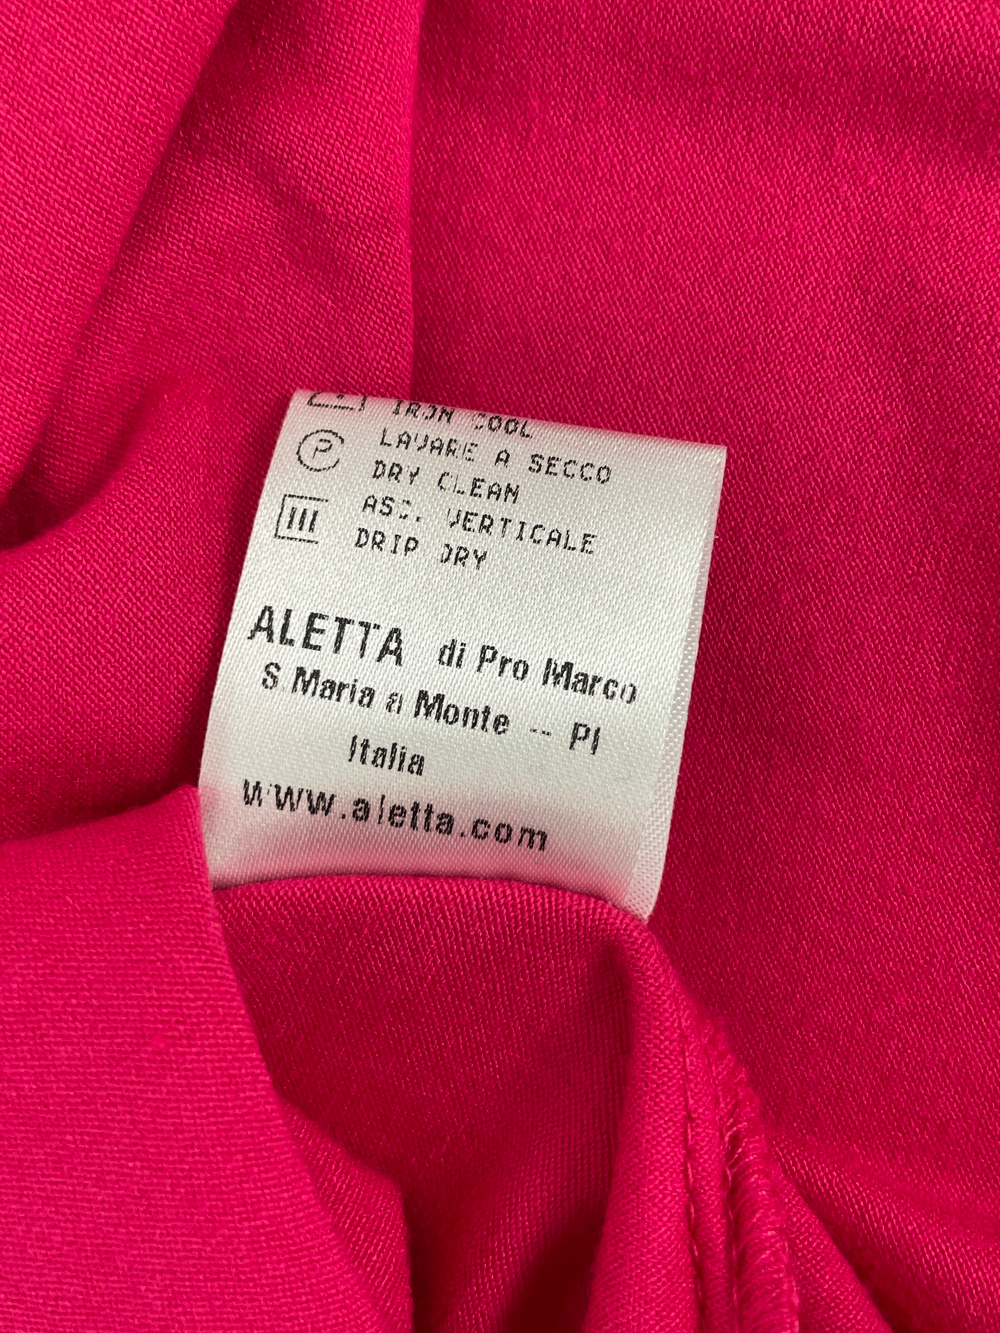 IRON COOL
LAVARE A SECCO
P
DRY CLEAN
ASC. VERTICALE
DRIP DRY
ALETTA di Pro Marco
S. Maria a Monte -- PI
Italia
www.aletta.com